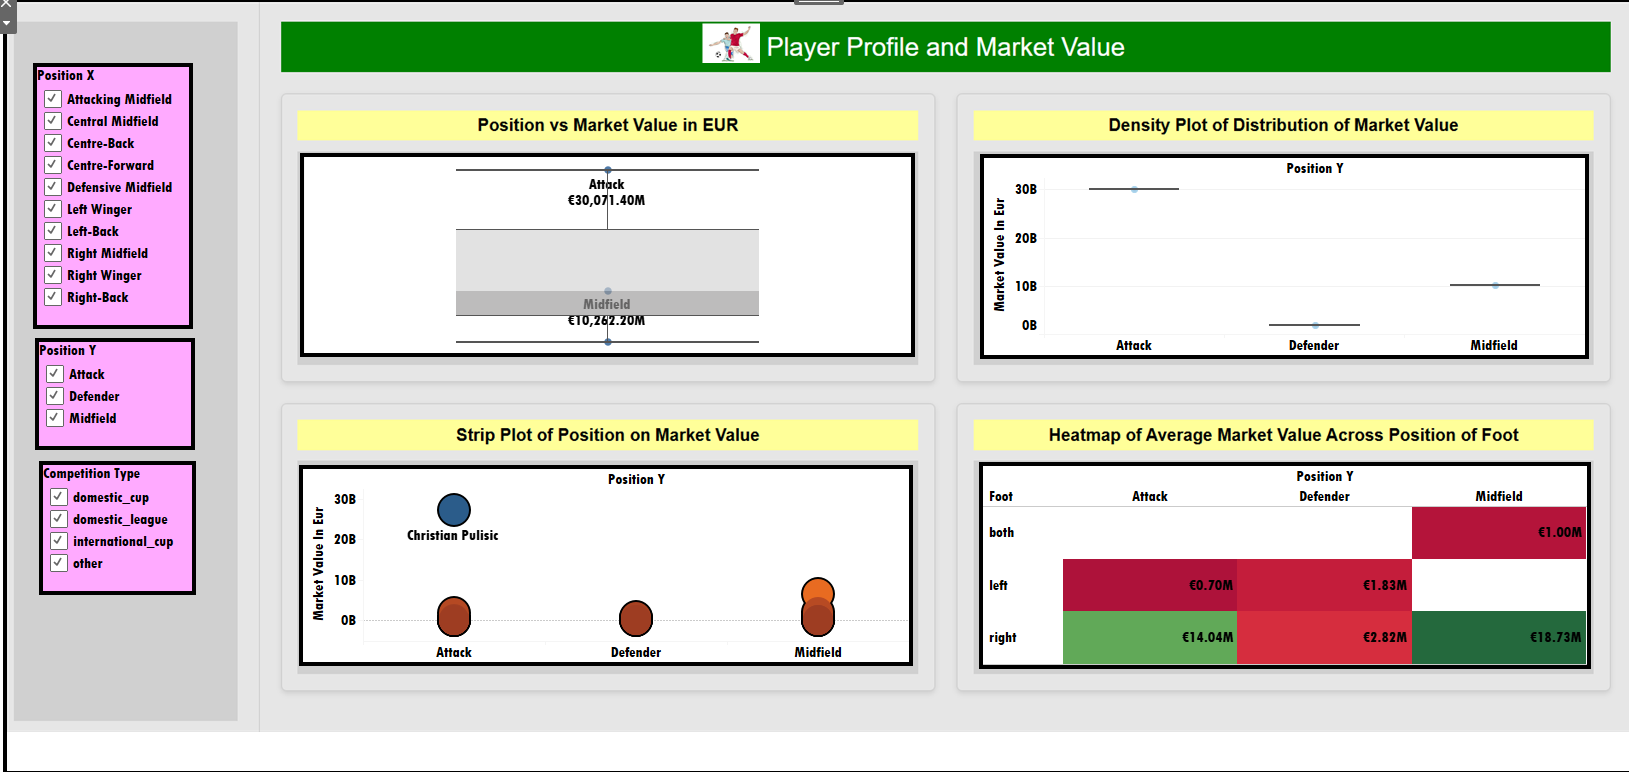 Player Profile and Market Value
Position X
Attacking Midfield
Central Midfield
Centre-Back
Centre-Forward
Defensive Midfield
Left Winger
Left-Back
Right Midfield
Right Winger
Right-Back
Position Y
Attack
Defender
Midfield
Competition Type
domestic_cup
domestic_league
international_cup
other
Position vs Market Value in EUR
Attack
€30,071.40M
Midfield
€10,262.20M
Density Plot of Distribution of Market Value
Position Y
Market Value In Eur
30B
20B
10B
0B
Attack Defender Midfield
Strip Plot of Position on Market Value
Position Y
Market Value In Eur
30B
20B
10B
0B
Christian Pulisic
Attack Defender Midfield
Heatmap of Average Market Value Across Position of Foot
Position Y
Foot Attack Defender Midfield
both €1.00M
left €0.70M €1.83M
right €14.04M €2.82M €18.73M